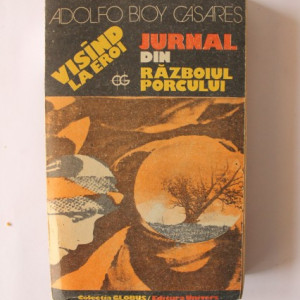 ADOLFO BIOY CASARES
VISÎND
LA EROI
EG
JURNAL
DIN
RĂZBOIUL
PORCULUI
Colecția GLOBUS / Editura Univers